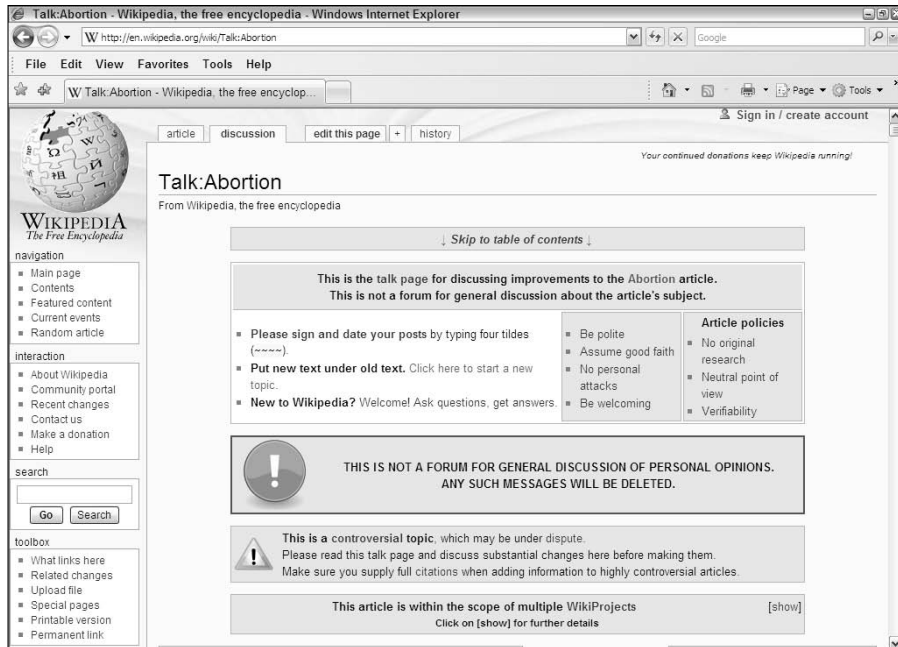 Talk:Abortion - Wikipedia, the free encyclopedia - Windows Internet Explorer
W http://en.wikipedia.org/wiki/Talk:Abortion
Google
File Edit View Favorites Tools Help
W Talk:Abortion - Wikipedia, the free encyclop...
Page Tools
Sign in / create account
article discussion edit this page + history
Your continued donations keep Wikipedia running!
Talk:Abortion
From Wikipedia, the free encyclopedia
WIKIPEDIA
The Free Encyclopedia
navigation
Main page
Contents
Featured content
Current events
Random article
interaction
About Wikipedia
Community portal
Recent changes
Contact us
Make a donation
Help
search
Go Search
toolbox
What links here
Related changes
Upload file
Special pages
Printable version
Permanent link
↓ Skip to table of contents ↓
This is the talk page for discussing improvements to the Abortion article.
This is not a forum for general discussion about the article's subject.
Please sign and date your posts by typing four tildes
(~~~~).
Put new text under old text. Click here to start a new
topic.
New to Wikipedia? Welcome! Ask questions, get answers.
Be polite
Assume good faith
No personal
attacks
Be welcoming
Article policies
No original
research
Neutral point of
view
Verifiability
THIS IS NOT A FORUM FOR GENERAL DISCUSSION OF PERSONAL OPINIONS.
ANY SUCH MESSAGES WILL BE DELETED.
This is a controversial topic, which may be under dispute.
Please read this talk page and discuss substantial changes here before making them.
Make sure you supply full citations when adding information to highly controversial articles.
This article is within the scope of multiple WikiProjects [show]
Click on [show] for further details